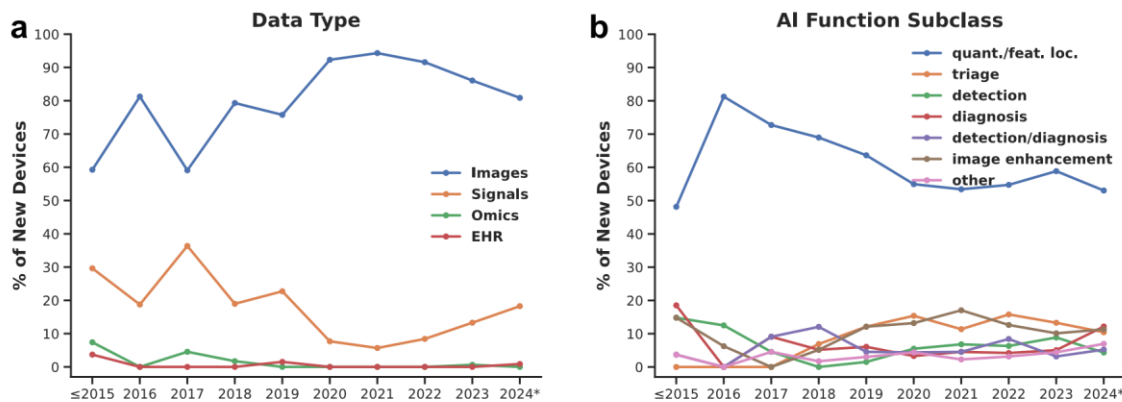 a
Data Type
% of New Devices
100
90
80
70
60
50
40
30
20
10
0
≤2015 2016 2017 2018 2019 2020 2021 2022 2023 2024*
Images
Signals
Omics
EHR
b
AI Function Subclass
% of New Devices
100
90
80
70
60
50
40
30
20
10
0
≤2015 2016 2017 2018 2019 2020 2021 2022 2023 2024*
quant./feat. loc.
triage
detection
diagnosis
detection/diagnosis
image enhancement
other